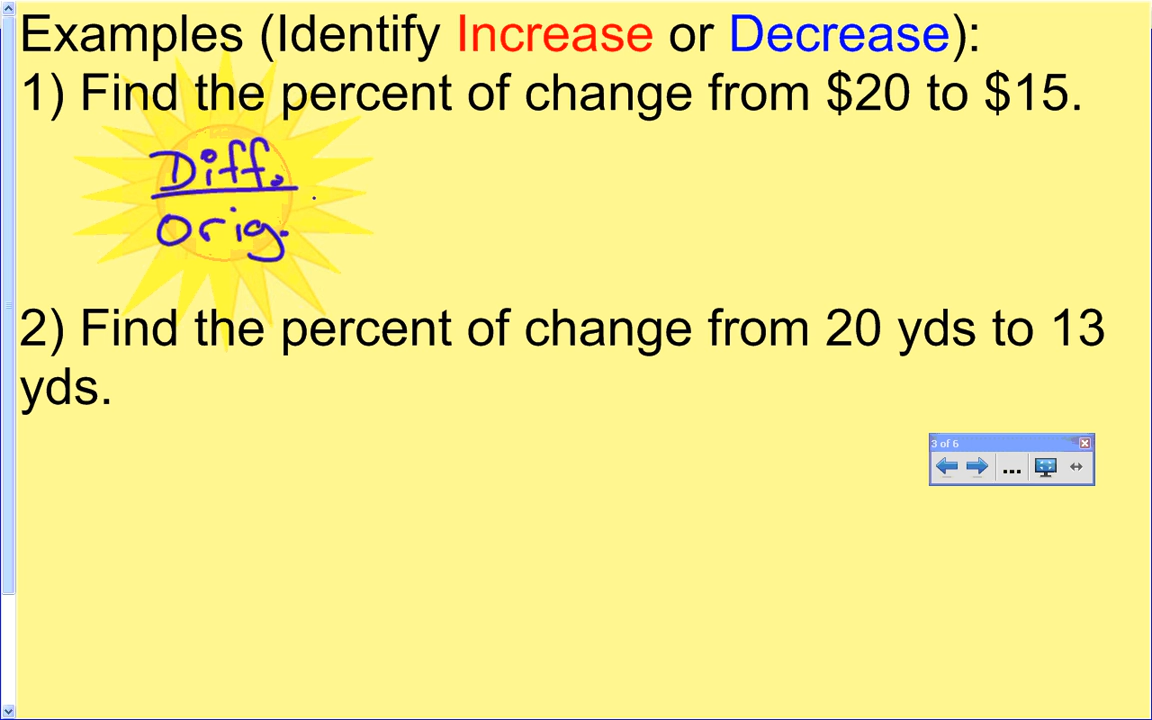 Examples (Identify Increase or Decrease):
1) Find the percent of change from $20 to $15.
Diff.
Orig.
2) Find the percent of change from 20 yds to 13
yds.
3 of 6
...